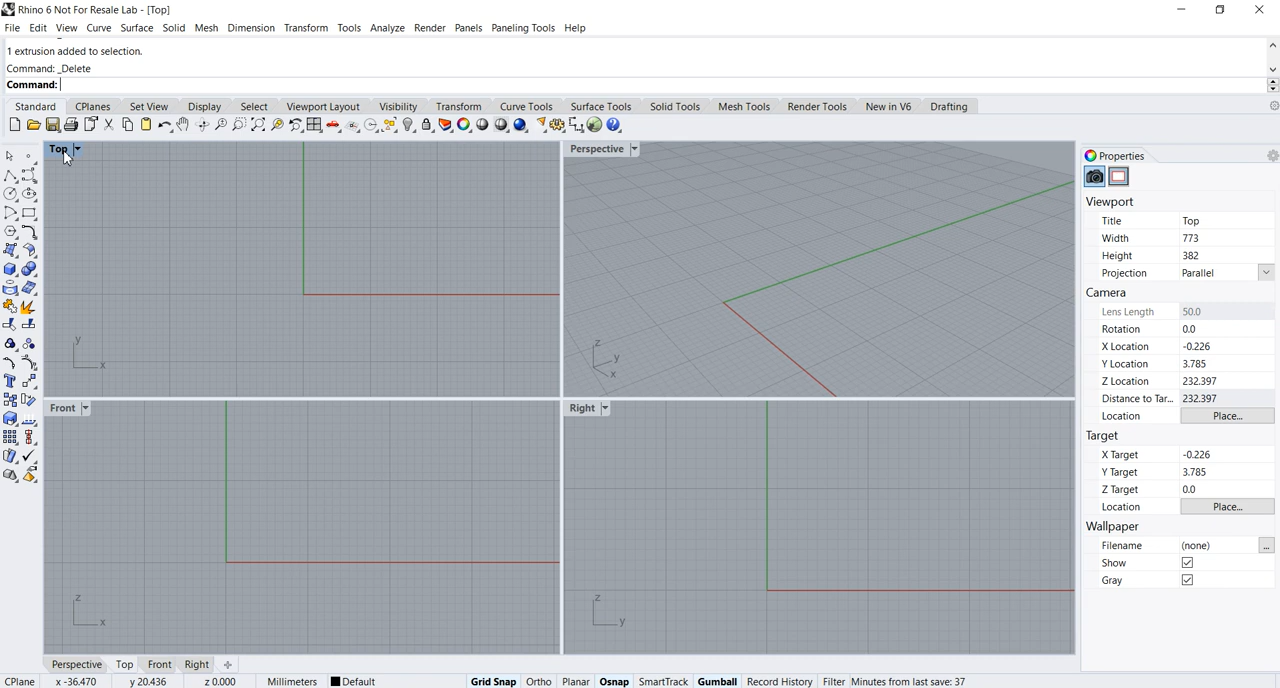 Rhino 6 Not For Resale Lab - [Top]
File Edit View Curve Surface Solid Mesh Dimension Transform Tools Analyze Render Panels Paneling Tools Help
1 extrusion added to selection.
Command: _Delete
Command:
Standard CPlanes Set View Display Select Viewport Layout Visibility Transform Curve Tools Surface Tools Solid Tools Mesh Tools Render Tools New in V6 Drafting
Top
Perspective
Properties
Viewport
Title Top
Width 773
Height 382
Projection Parallel
Camera
Lens Length 50.0
Rotation 0.0
X Location -0.226
Y Location 3.785
Z Location 232.397
Distance to Tar... 232.397
Location Place...
Target
X Target -0.226
Y Target 3.785
Z Target 0.0
Location Place...
Wallpaper
Filename (none) ...
Show
Gray
y
x
z
y
x
Front
Right
z
x
z
y
Perspective Top Front Right
CPlane x -36.470 y 20.436 z 0.000 Millimeters Default Grid Snap Ortho Planar Osnap SmartTrack Gumball Record History Filter Minutes from last save: 37